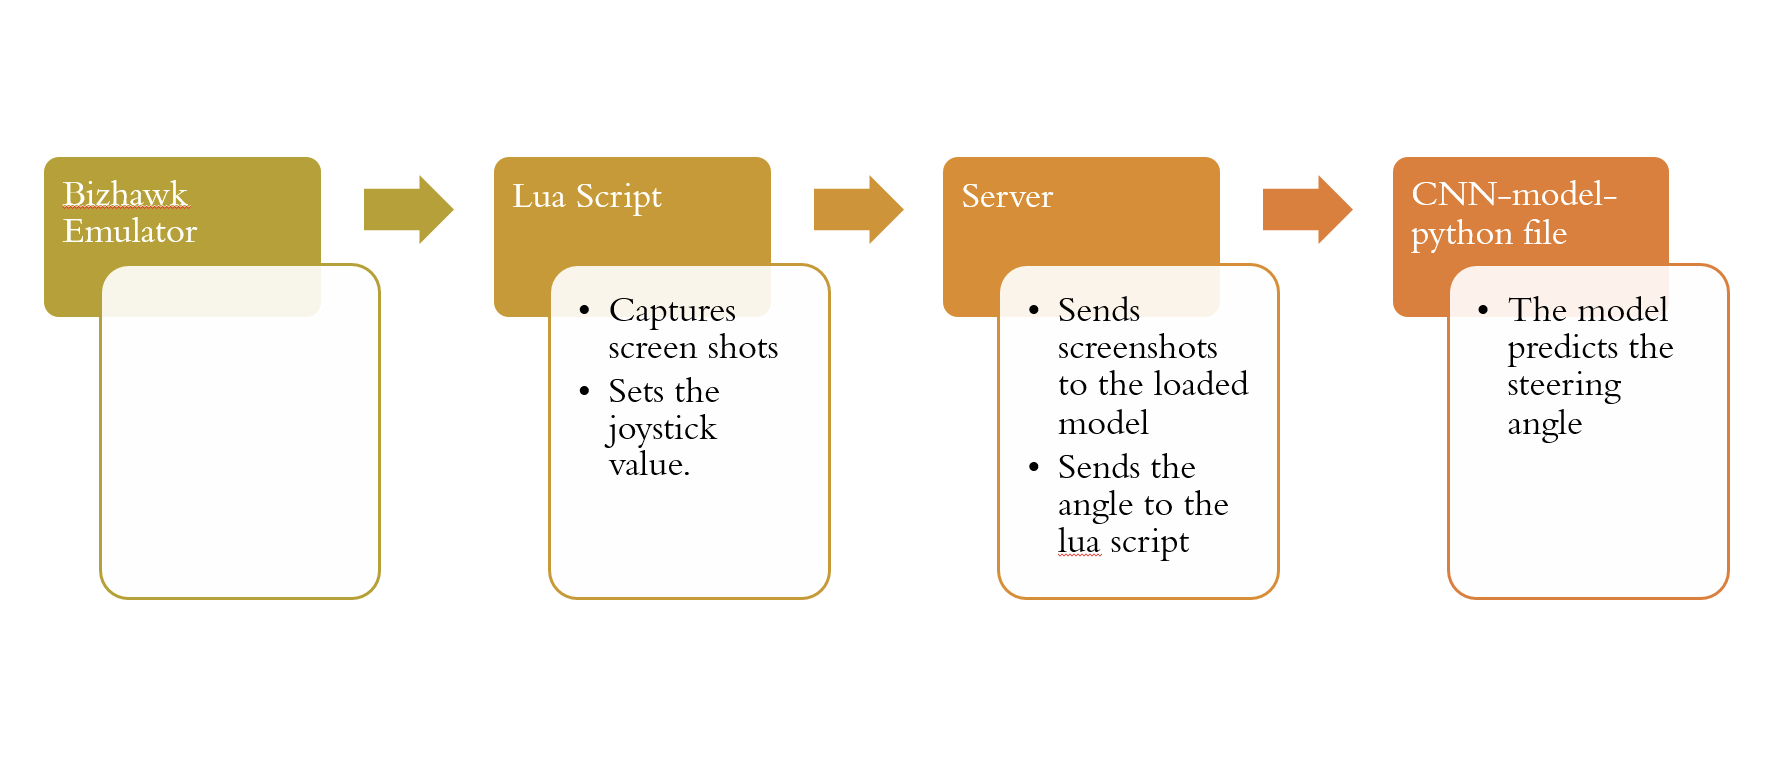 Bizhawk
Emulator
Lua Script
• Captures
screen shots
• Sets the
joystick
value.
Server
• Sends
screenshots
to the loaded
model
• Sends the
angle to the
lua script
CNN-model-
python file
• The model
predicts the
steering
angle